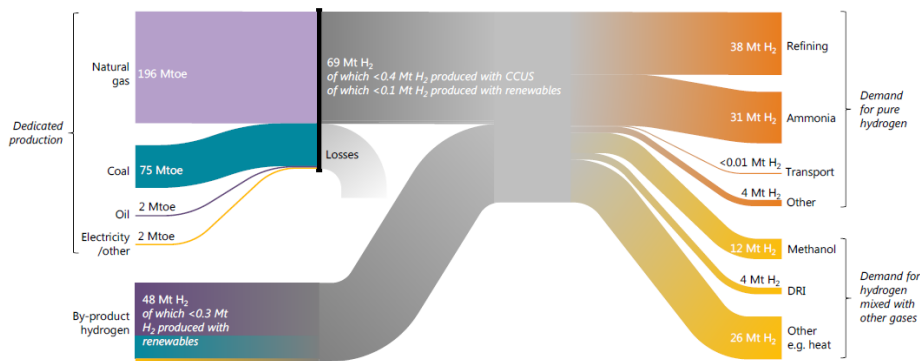 Dedicated
production
Natural
gas
196 Mtoe
Coal
75 Mtoe
Oil
2 Mtoe
Electricity
/other
2 Mtoe
By-product
hydrogen
48 Mt H₂
of which <0.3 Mt
H₂ produced with
renewables
69 Mt H₂
of which <0.4 Mt H₂ produced with CCUS
of which <0.1 Mt H₂ produced with renewables
Losses
38 Mt H₂
Refining
31 Mt H₂
Ammonia
<0.01 Mt H₂
Transport
4 Mt H₂
Other
Demand
for pure
hydrogen
12 Mt H₂
Methanol
4 Mt H₂
DRI
26 Mt H₂
Other
e.g. heat
Demand for
hydrogen
mixed with
other gases